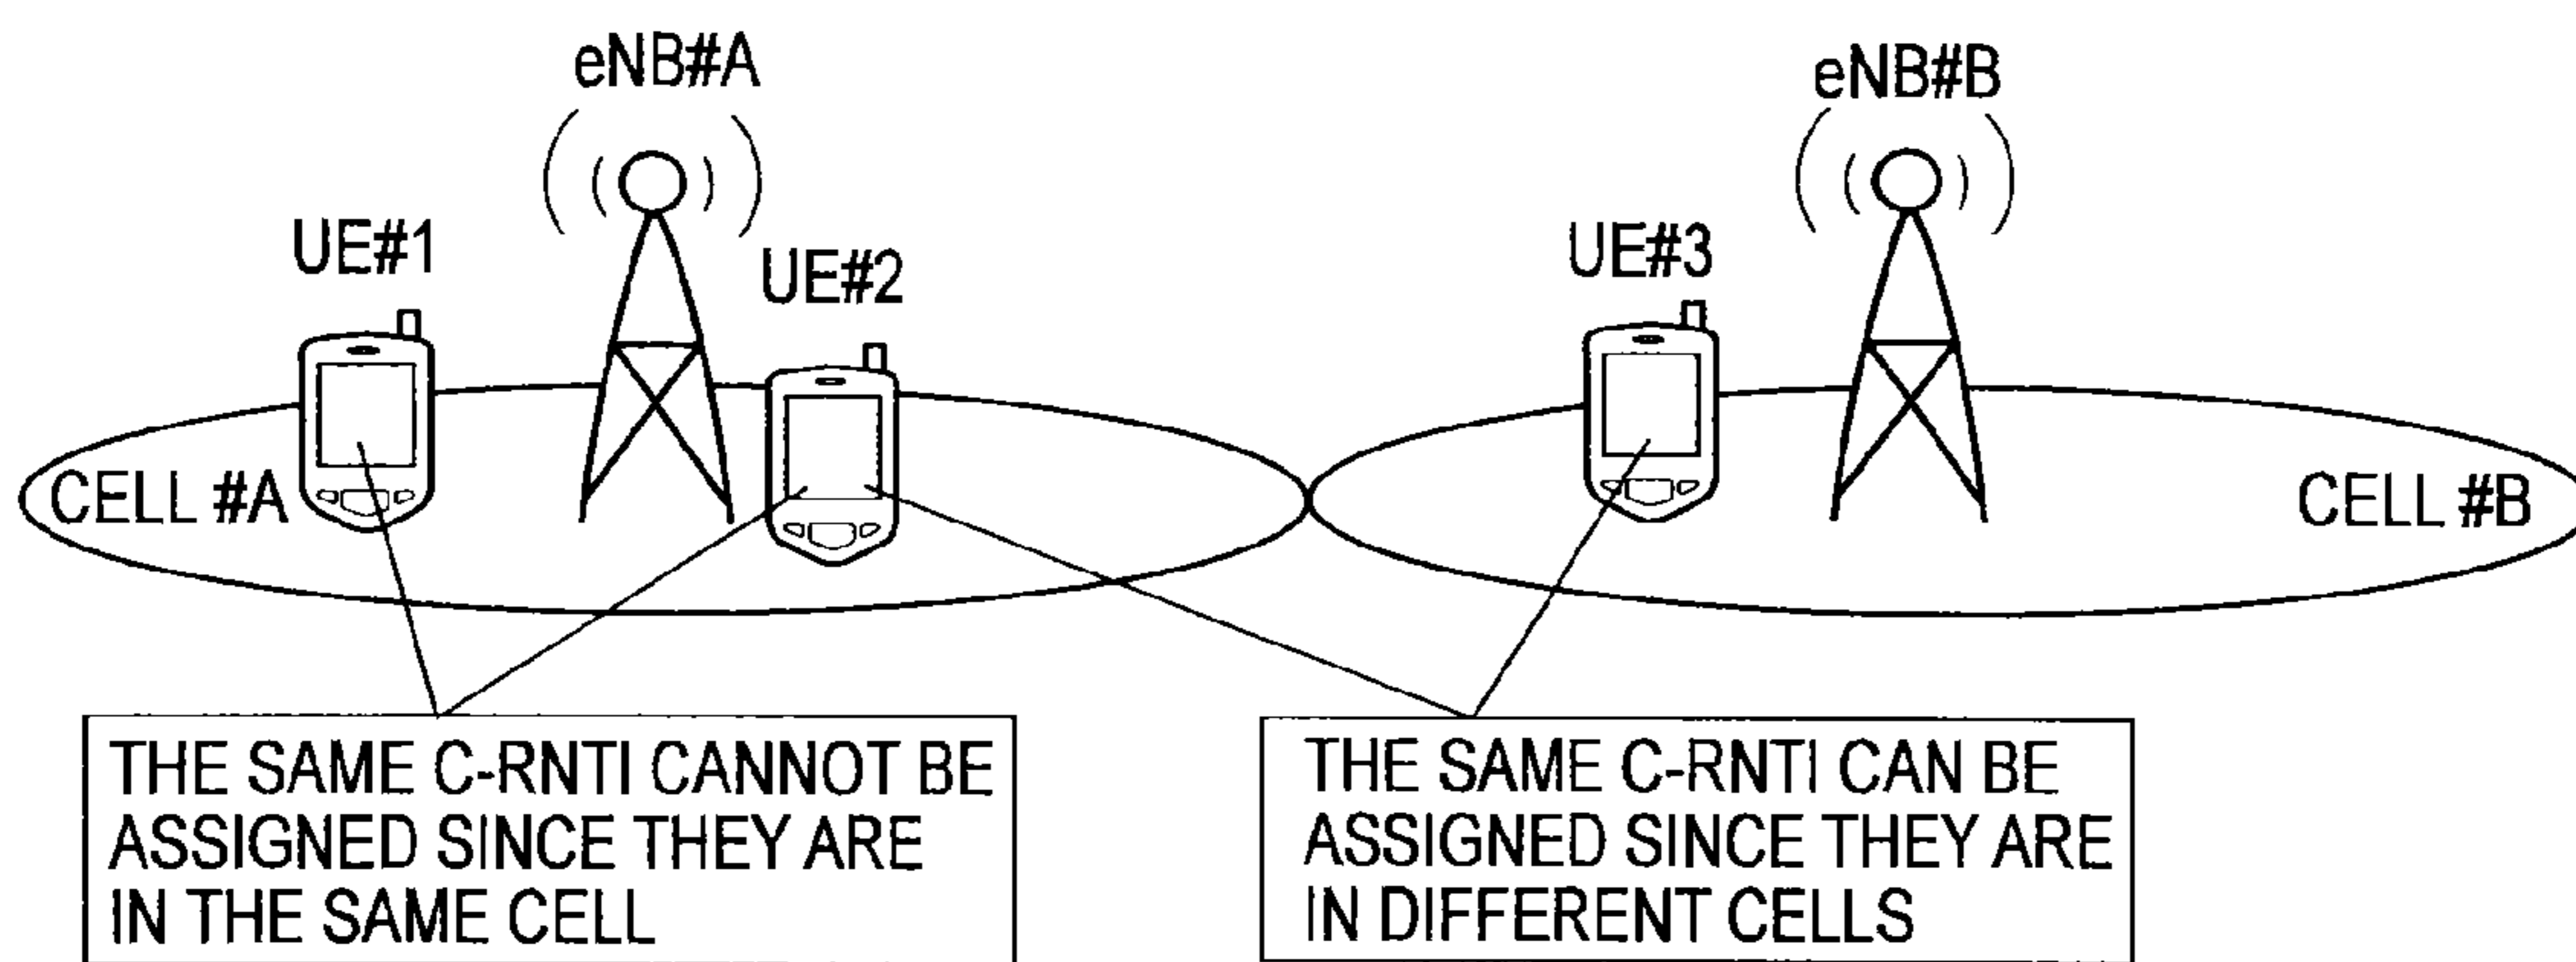 eNB#A
eNB#B
UE#1
UE#2
UE#3
CELL #A
CELL #B
THE SAME C-RNTI CANNOT BE
ASSIGNED SINCE THEY ARE
IN THE SAME CELL
THE SAME C-RNTI CAN BE
ASSIGNED SINCE THEY ARE
IN DIFFERENT CELLS